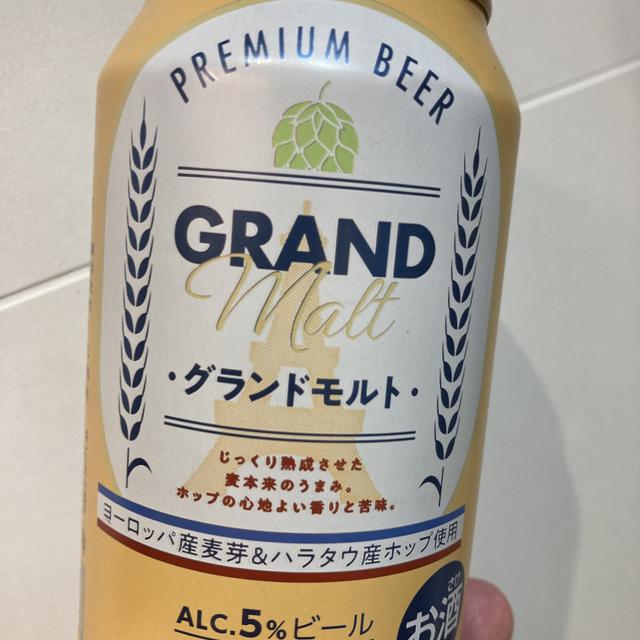 PREMIUM BEER
GRAND
Malt
・グランドモルト・
じっくり熟成させた
麦本来のうまみ。
ホップの心地よい香りと苦味。
ヨーロッパ産麦芽&ハラタウ産ホップ使用
ALC.5%ビール
お酒